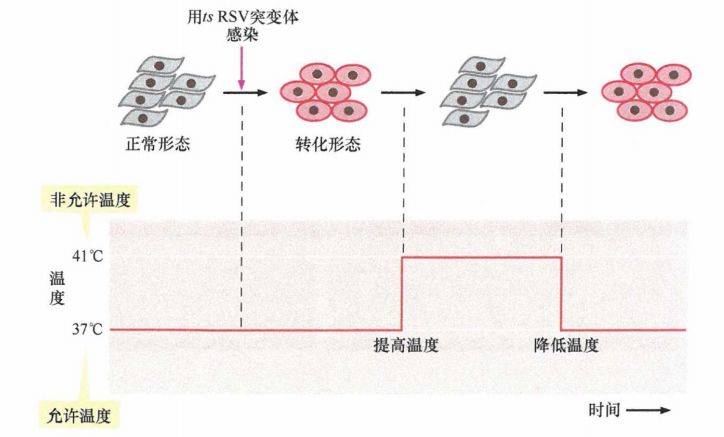 用ts RSV突变体
感染
正常形态
转化形态
非允许温度
41℃
温度
37℃
提高温度
降低温度
允许温度
时间